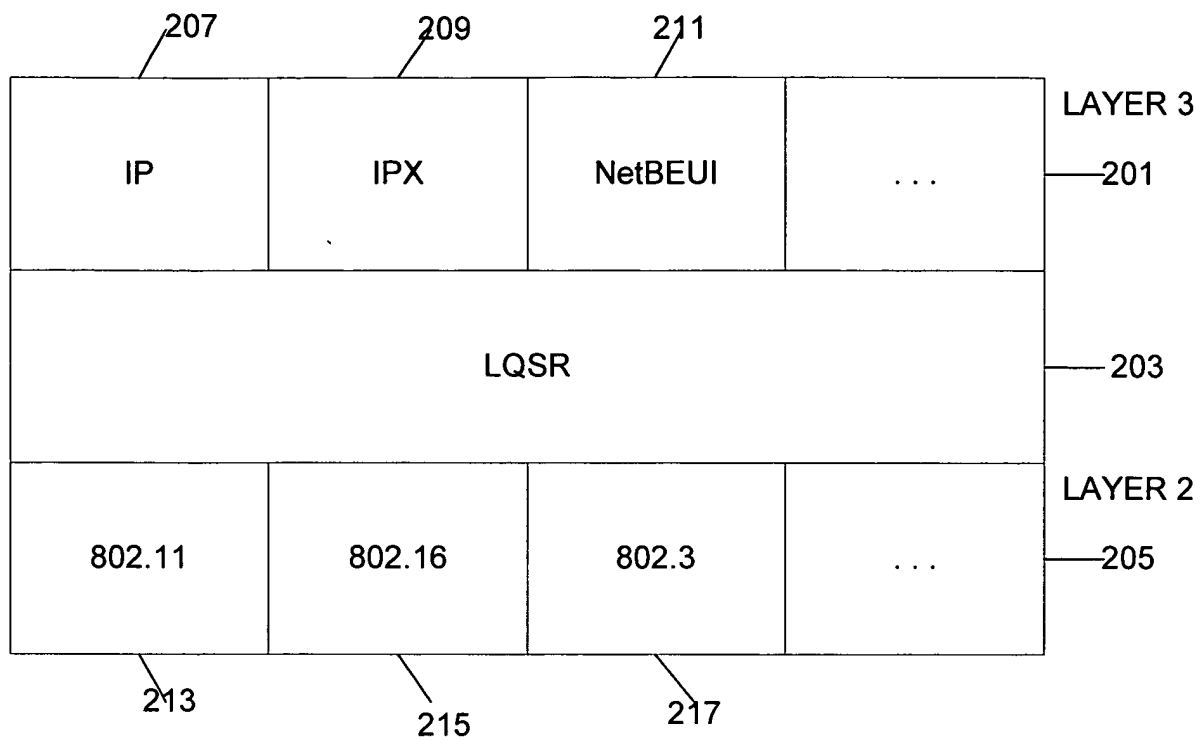 207 209 211
LAYER 3
IP IPX NetBEUI . . . 201
LQSR 203
LAYER 2
802.11 802.16 802.3 . . . 205
213 215 217